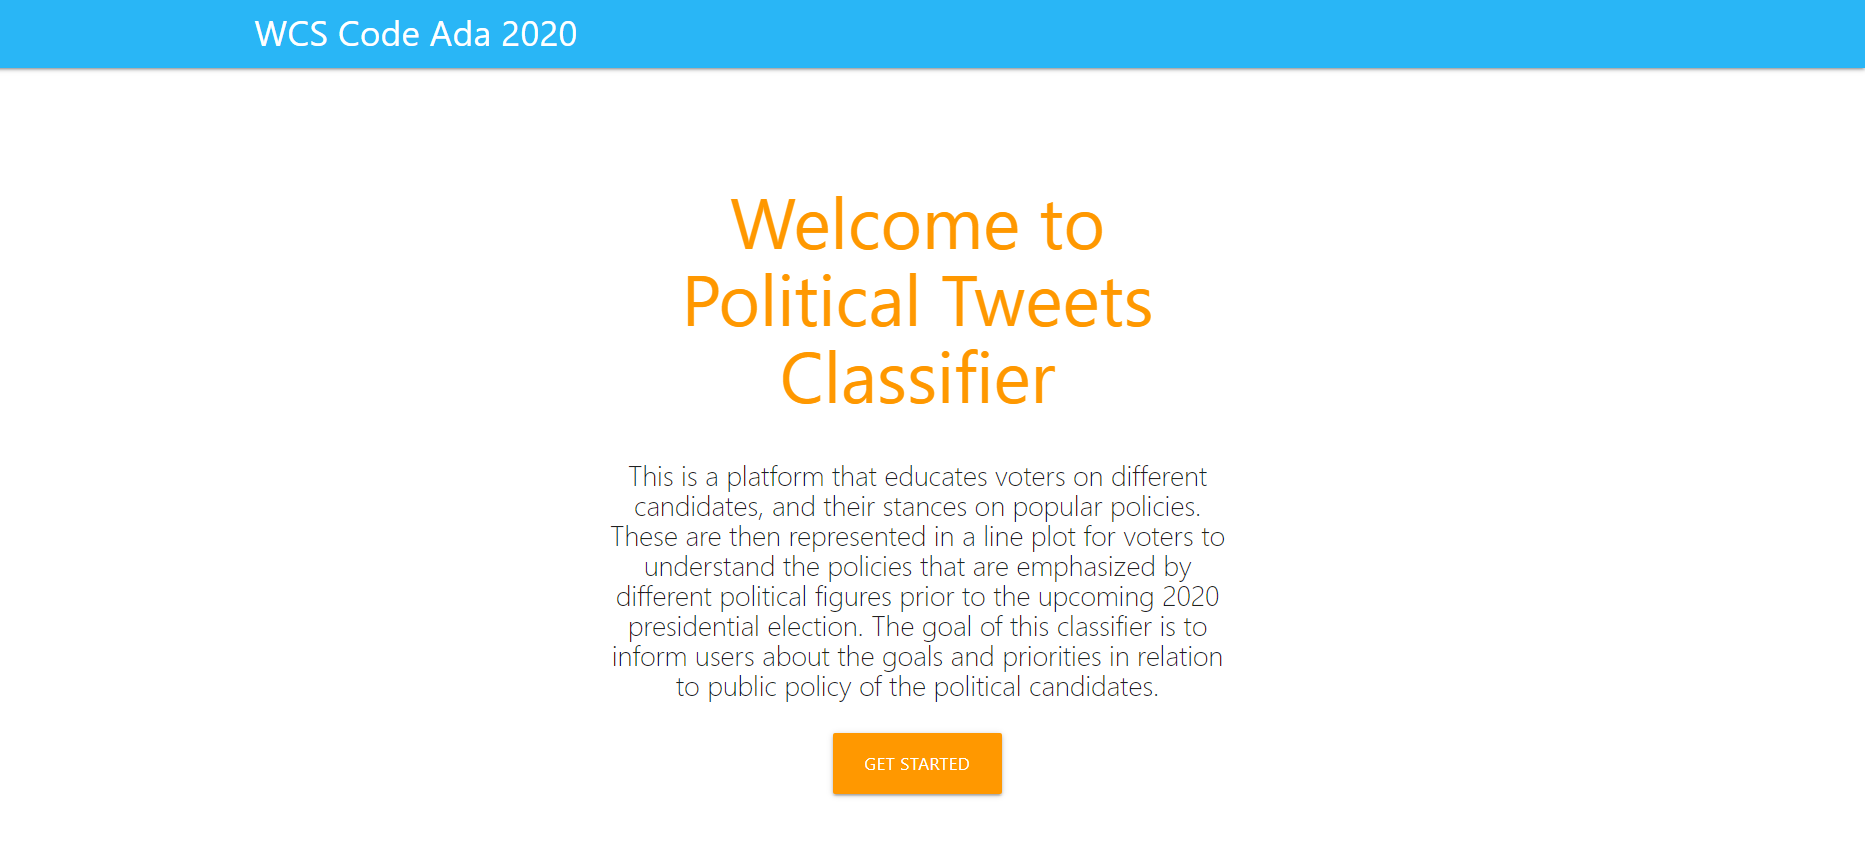 WCS Code Ada 2020
Welcome to
Political Tweets
Classifier
This is a platform that educates voters on different
candidates, and their stances on popular policies.
These are then represented in a line plot for voters to
understand the policies that are emphasized by
different political figures prior to the upcoming 2020
presidential election. The goal of this classifier is to
inform users about the goals and priorities in relation
to public policy of the political candidates.
GET STARTED